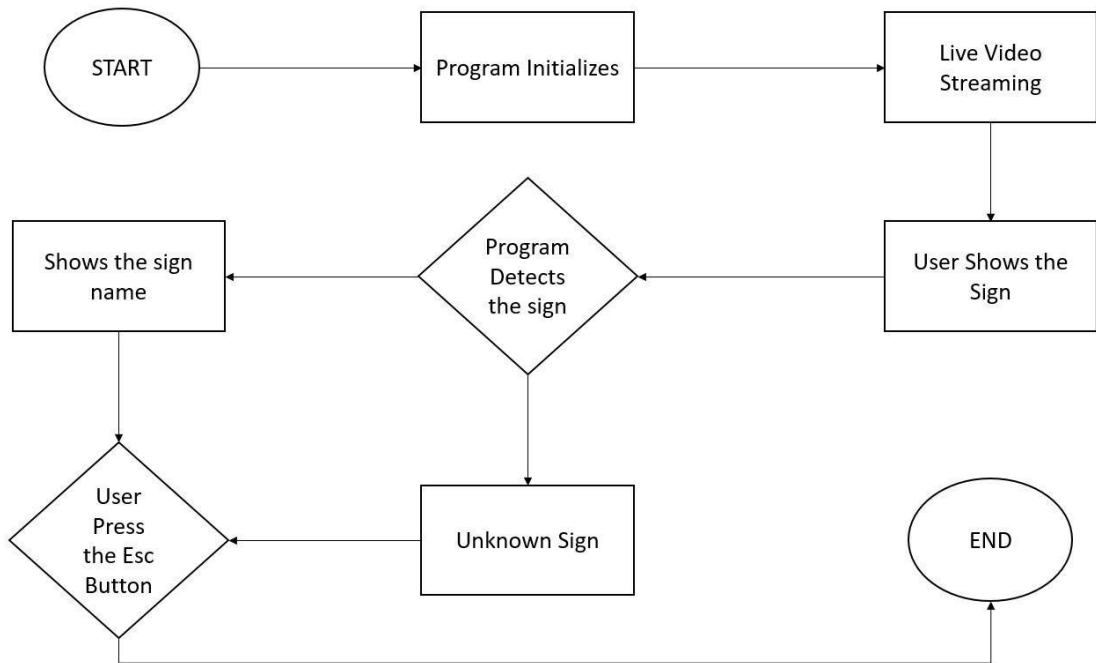 START
Program Initializes
Live Video
Streaming
User Shows the
Sign
Program
Detects
the sign
Shows the sign
name
Unknown Sign
User
Press
the Esc
Button
END